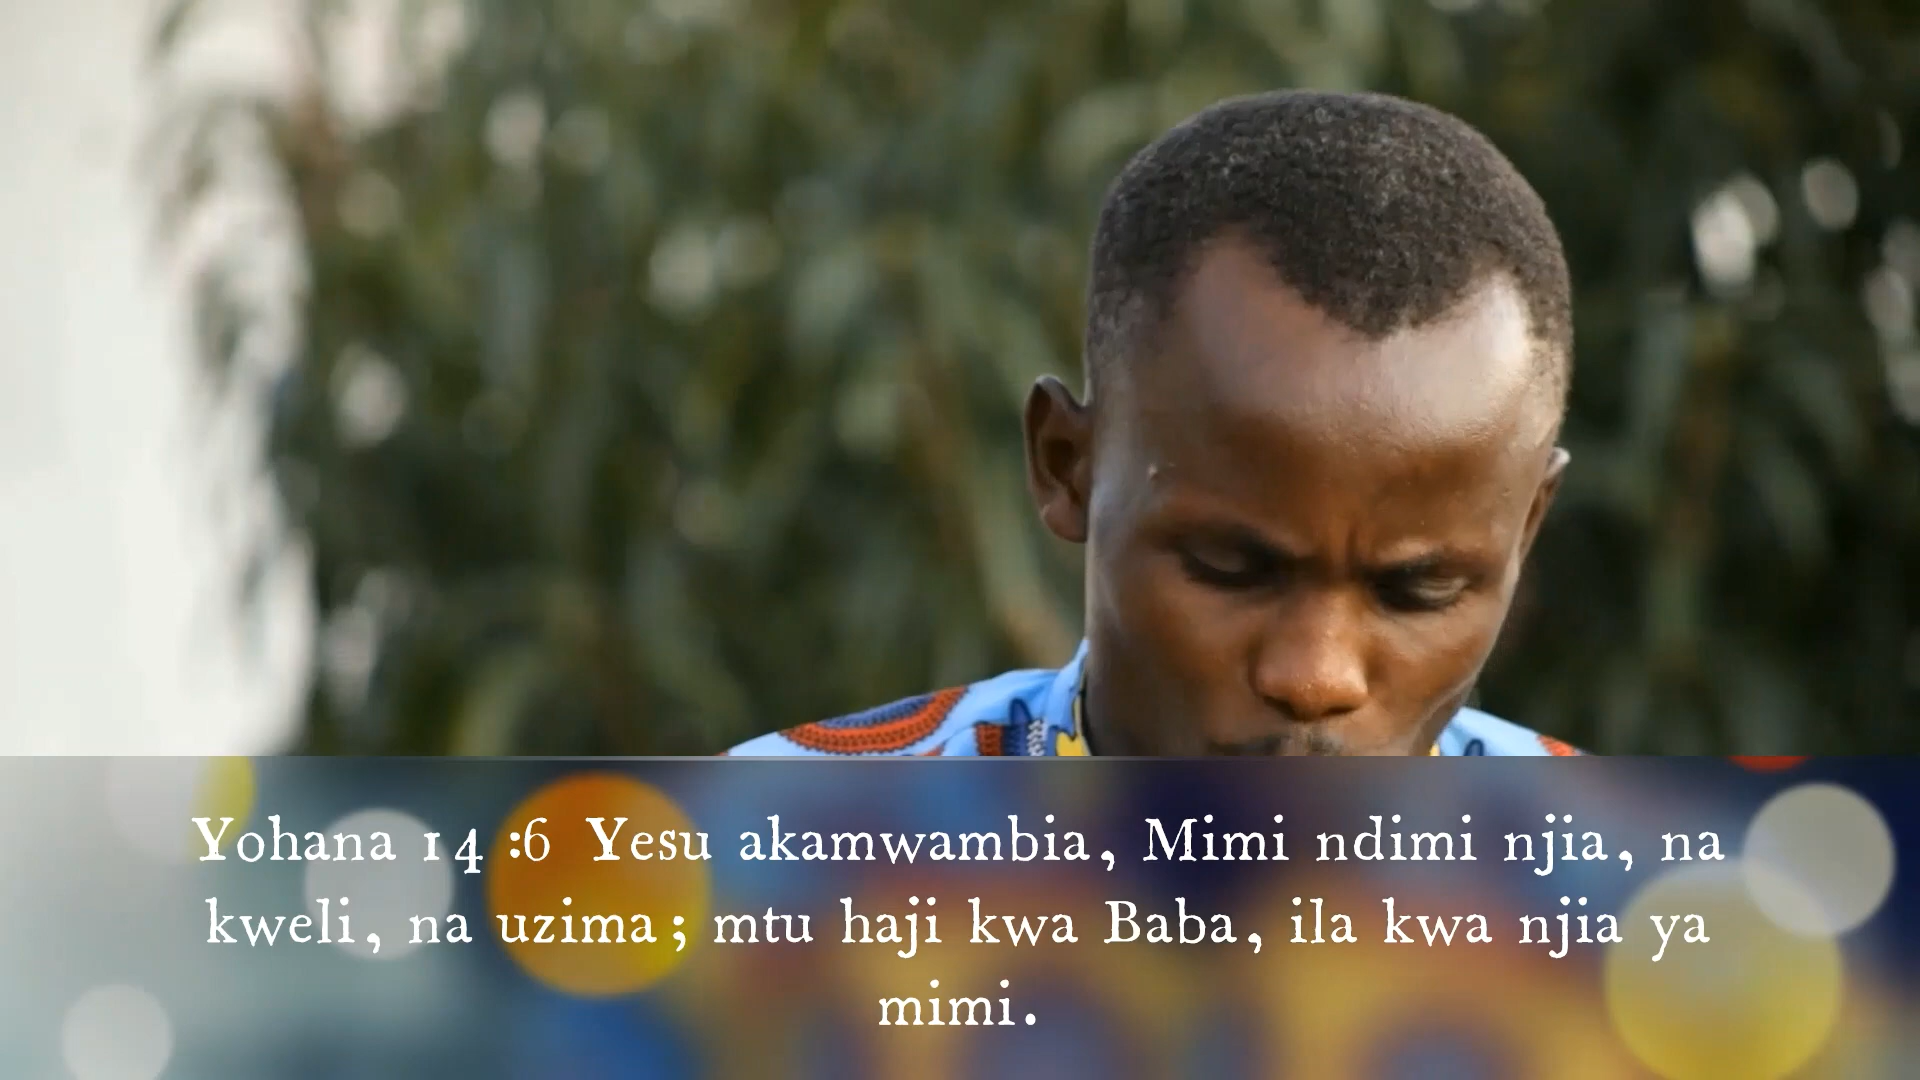 Yohana 14 :6 Yesu akamwambia, Mimi ndimi njia, na
kweli, na uzima; mtu haji kwa Baba, ila kwa njia ya
mimi.